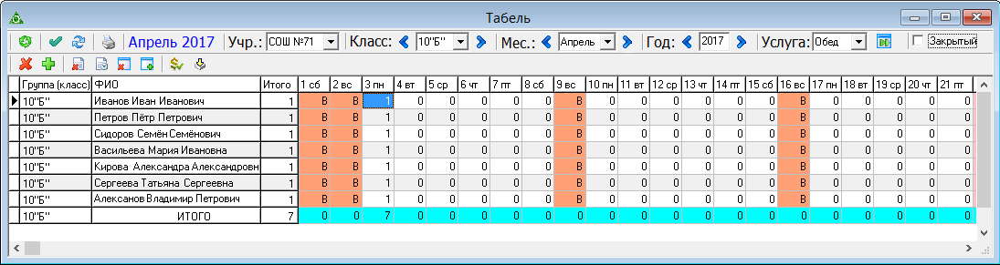 Табель
Апрель 2017 Учр.: СОШ №71 Класс: 10"Б" Мес.: Апрель Год: 2017 Услуга: Обед Закрытый
Группа (класс) ФИО Итого 1 сб 2 вс 3 пн 4 вт 5 ср 6 чт 7 пт 8 сб 9 вс 10 пн 11 вт 12 ср 13 чт 14 пт 15 сб 16 вс 17 пн 18 вт 19 ср 20 чт 21 пт
10"Б" Иванов Иван Иванович 1 В В 1 0 0 0 0 0 В 0 0 0 0 0 0 В 0 0 0 0 0
10"Б" Петров Пётр Петрович 1 В В 1 0 0 0 0 0 В 0 0 0 0 0 0 В 0 0 0 0 0
10"Б" Сидоров Семён Семёнович 1 В В 1 0 0 0 0 0 В 0 0 0 0 0 0 В 0 0 0 0 0
10"Б" Васильева Мария Ивановна 1 В В 1 0 0 0 0 0 В 0 0 0 0 0 0 В 0 0 0 0 0
10"Б" Кирова Александра Александровн 1 В В 1 0 0 0 0 0 В 0 0 0 0 0 0 В 0 0 0 0 0
10"Б" Сергеева Татьяна Сергеевна 1 В В 1 0 0 0 0 0 В 0 0 0 0 0 0 В 0 0 0 0 0
10"Б" Алексанов Владимир Петрович 1 В В 1 0 0 0 0 0 В 0 0 0 0 0 0 В 0 0 0 0 0
10"Б" ИТОГО 7 0 0 7 0 0 0 0 0 0 0 0 0 0 0 0 0 0 0 0 0 0